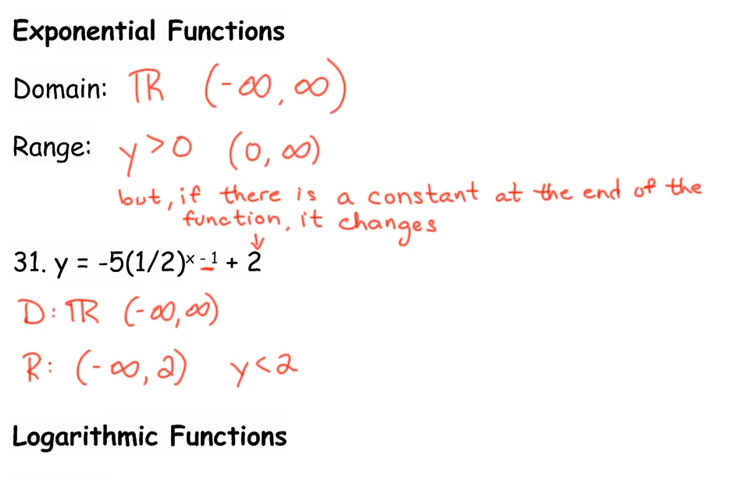 Exponential Functions
Domain: ℝ (-∞, ∞)
Range: y > 0 (0, ∞)
but, if there is a constant at the end of the
function, it changes
31. y = -5(1/2)ˣ ⁻ ¹ + 2
D: ℝ (-∞, ∞)
R: (-∞, 2) y < 2
Logarithmic Functions